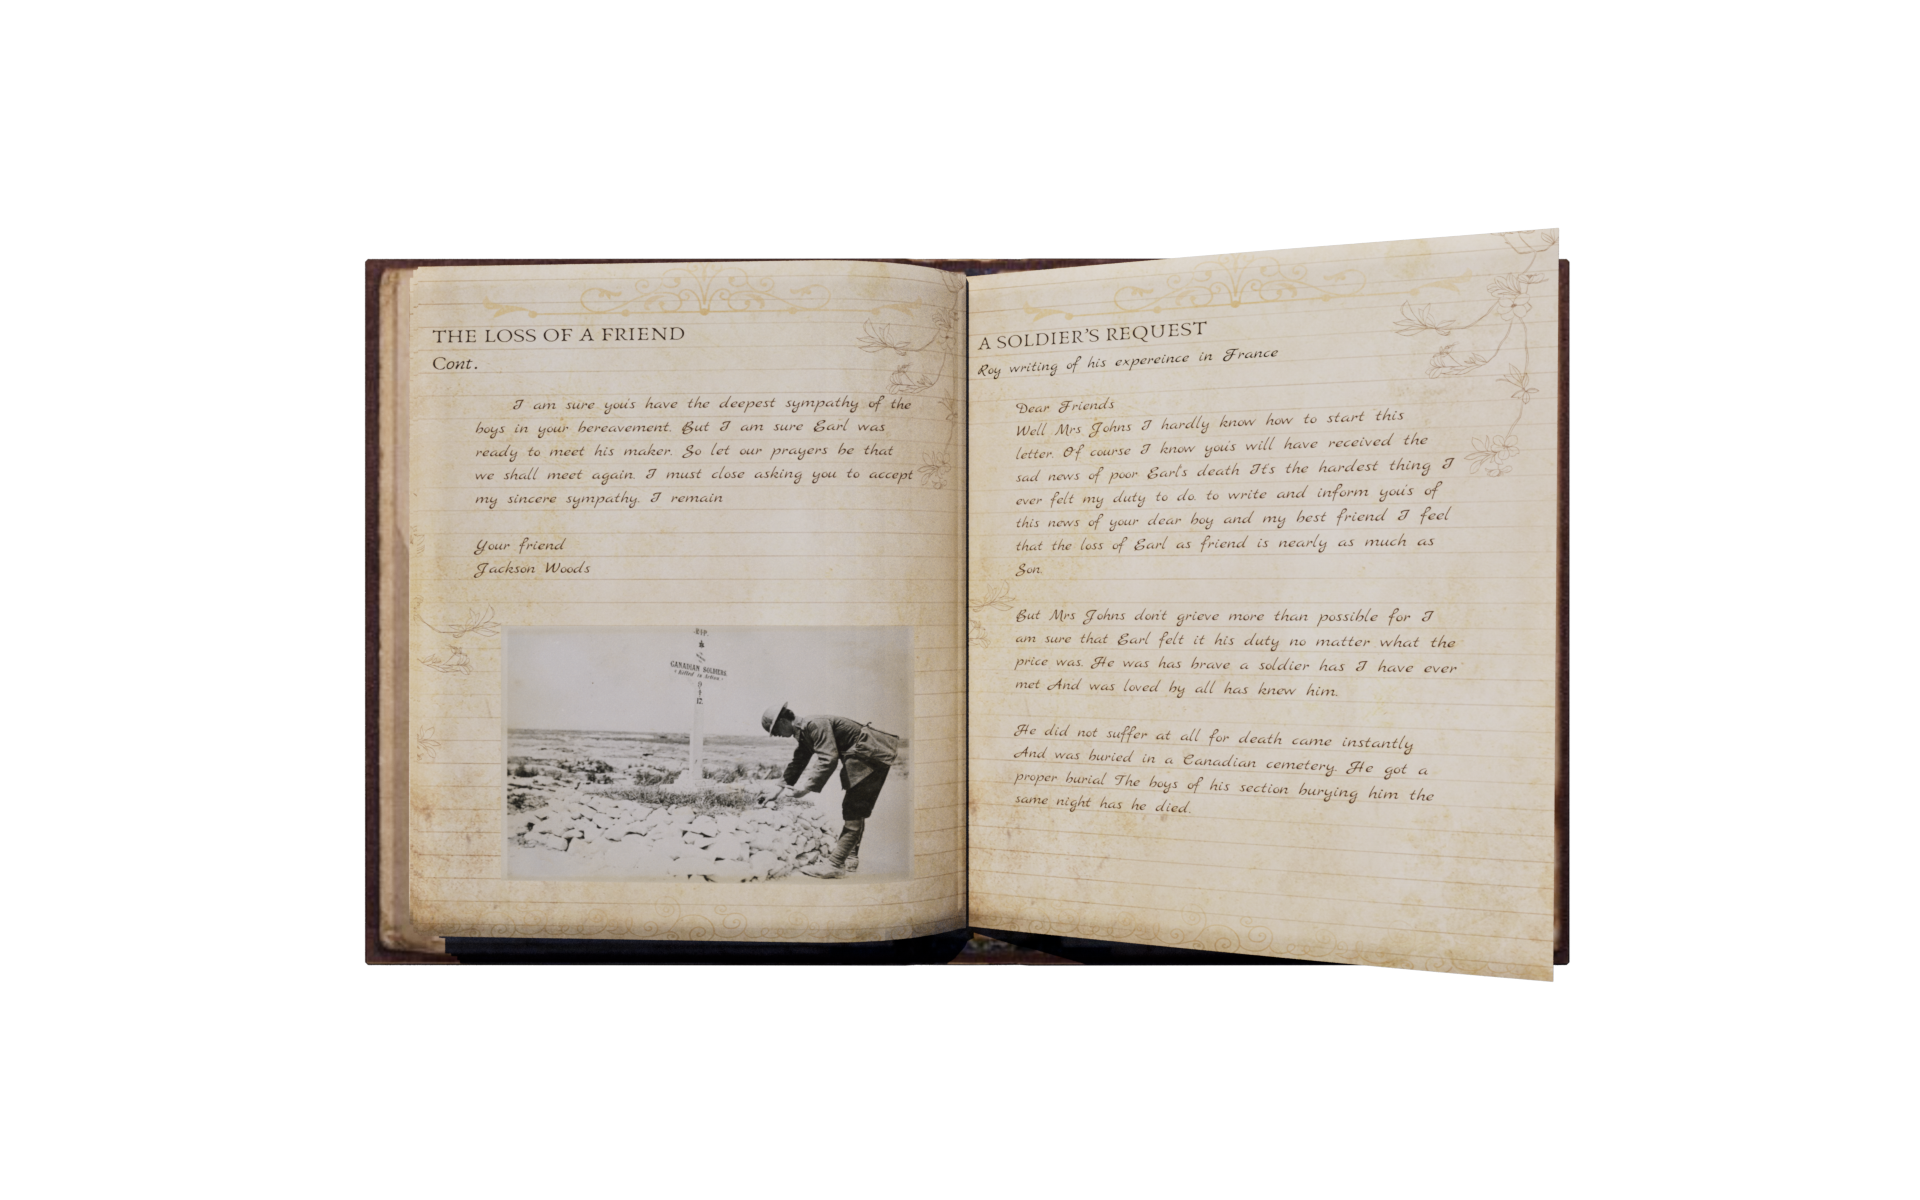 THE LOSS OF A FRIEND
Cont.
I am sure you's have the deepest sympathy of the
boys in your bereavement. But I am sure Earl was
ready to meet his maker. So let our prayers be that
we shall meet again. I must close asking you to accept
my sincere sympathy. I remain
Your friend
Jackson Woods
R.I.P.
CANADIAN SOLDIERS
Killed in Action
9
4
17.
A SOLDIER'S REQUEST
Roy writing of his expereince in France
Dear Friends
Well Mrs Johns I hardly know how to start this
letter. Of course I know you's will have received the
sad news of poor Earl's death It's the hardest thing I
ever felt my duty to do. to write and inform you's of
this news of your dear boy and my best friend I feel
that the loss of Earl as friend is nearly as much as
Son.
But Mrs Johns don't grieve more than possible for I
am sure that Earl felt it his duty no matter what the
price was. He was has brave a soldier has I have ever
met And was loved by all has knew him.
He did not suffer at all for death came instantly
And was buried in a Canadian cemetery. He got a
proper burial The boys of his section burying him the
same night has he died.